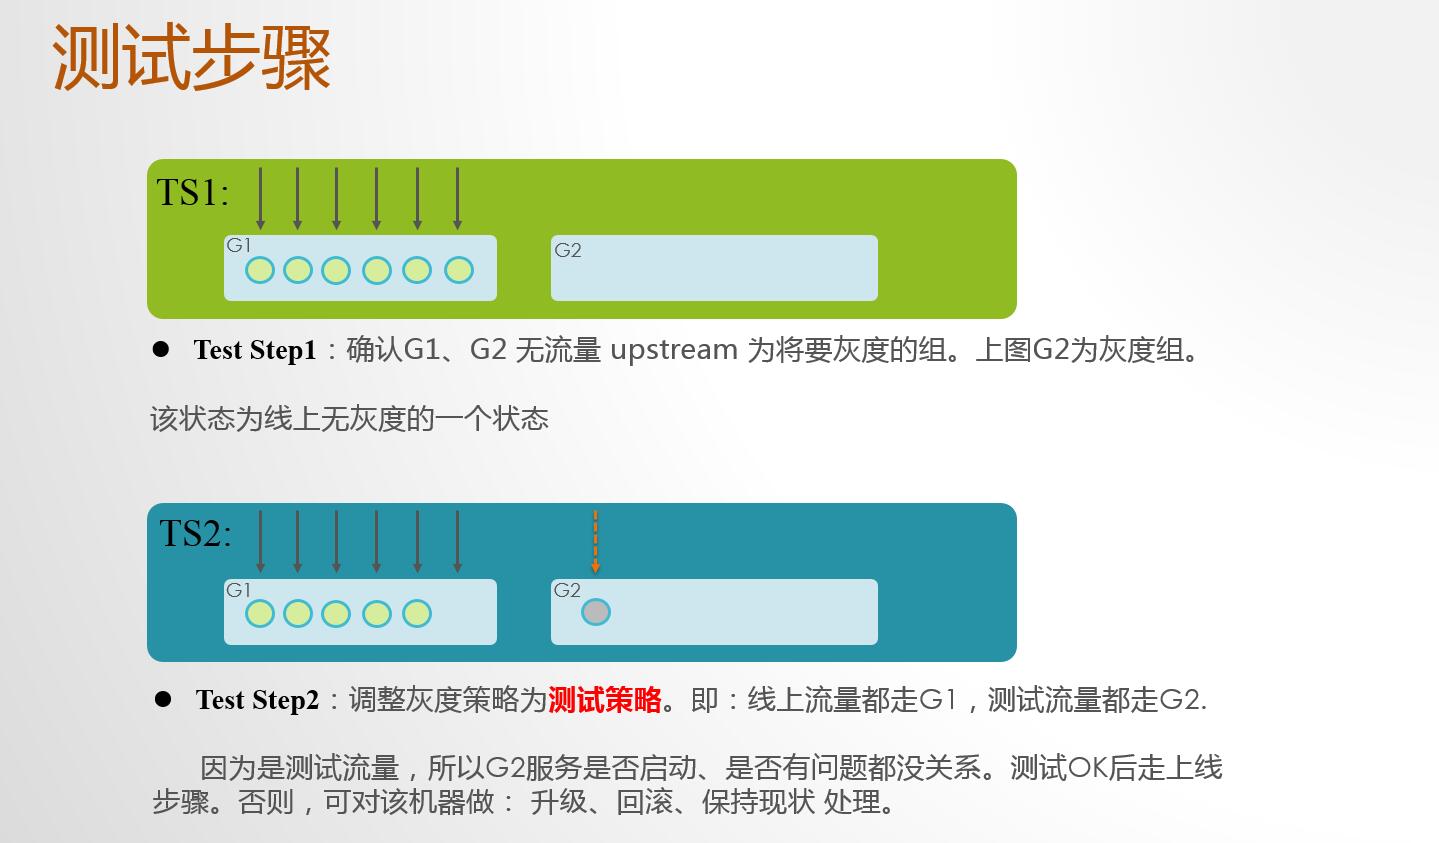 测试步骤
TS1:
G1
G2
● Test Step1：确认G1、G2 无流量 upstream 为将要灰度的组。上图G2为灰度组。
该状态为线上无灰度的一个状态
TS2:
G1
G2
● Test Step2：调整灰度策略为测试策略。即：线上流量都走G1，测试流量都走G2.
因为是测试流量，所以G2服务是否启动、是否有问题都没关系。测试OK后走上线
步骤。否则，可对该机器做： 升级、回滚、保持现状 处理。